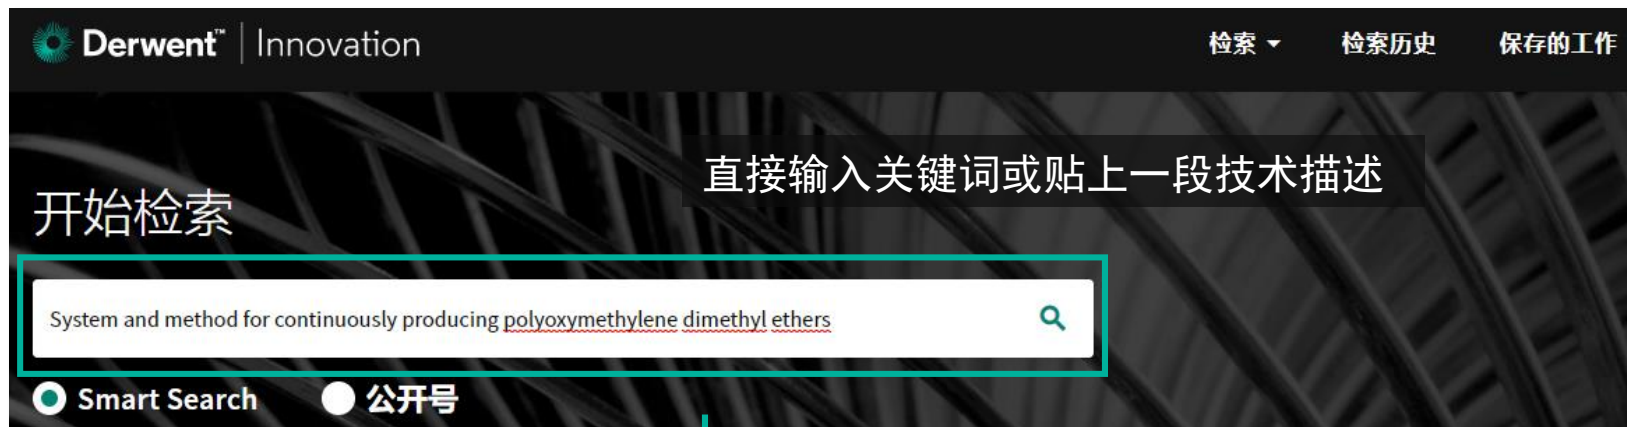 Derwent™ | Innovation
检索 检索历史 保存的工作
直接输入关键词或贴上一段技术描述
开始检索
System and method for continuously producing polyoxymethylene dimethyl ethers
Smart Search 公开号